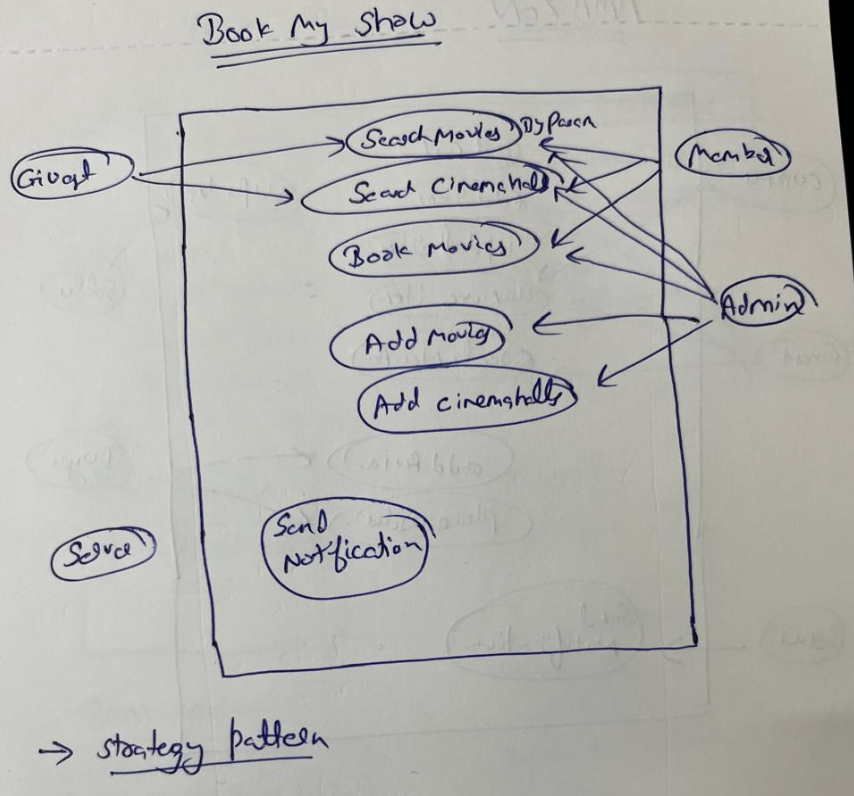 Book My Show
Search Movies By Param
Guest
Member
Search Cinemahalls
Book Movies
Admin
Add Movies
Add cinemahalls
Send
Notification
Server
→ strategy pattern